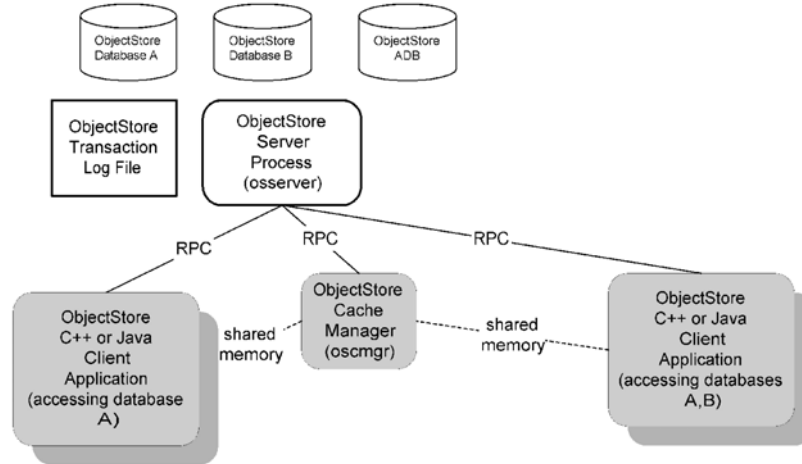 ObjectStore
Database A
ObjectStore
Database B
ObjectStore
ADB
ObjectStore
Transaction
Log File
ObjectStore
Server
Process
(osserver)
RPC
RPC
RPC
ObjectStore
C++ or Java
Client
Application
(accessing database
A)
shared
memory
ObjectStore
Cache
Manager
(oscmgr)
shared
memory
ObjectStore
C++ or Java
Client
Application
(accessing databases
A,B)